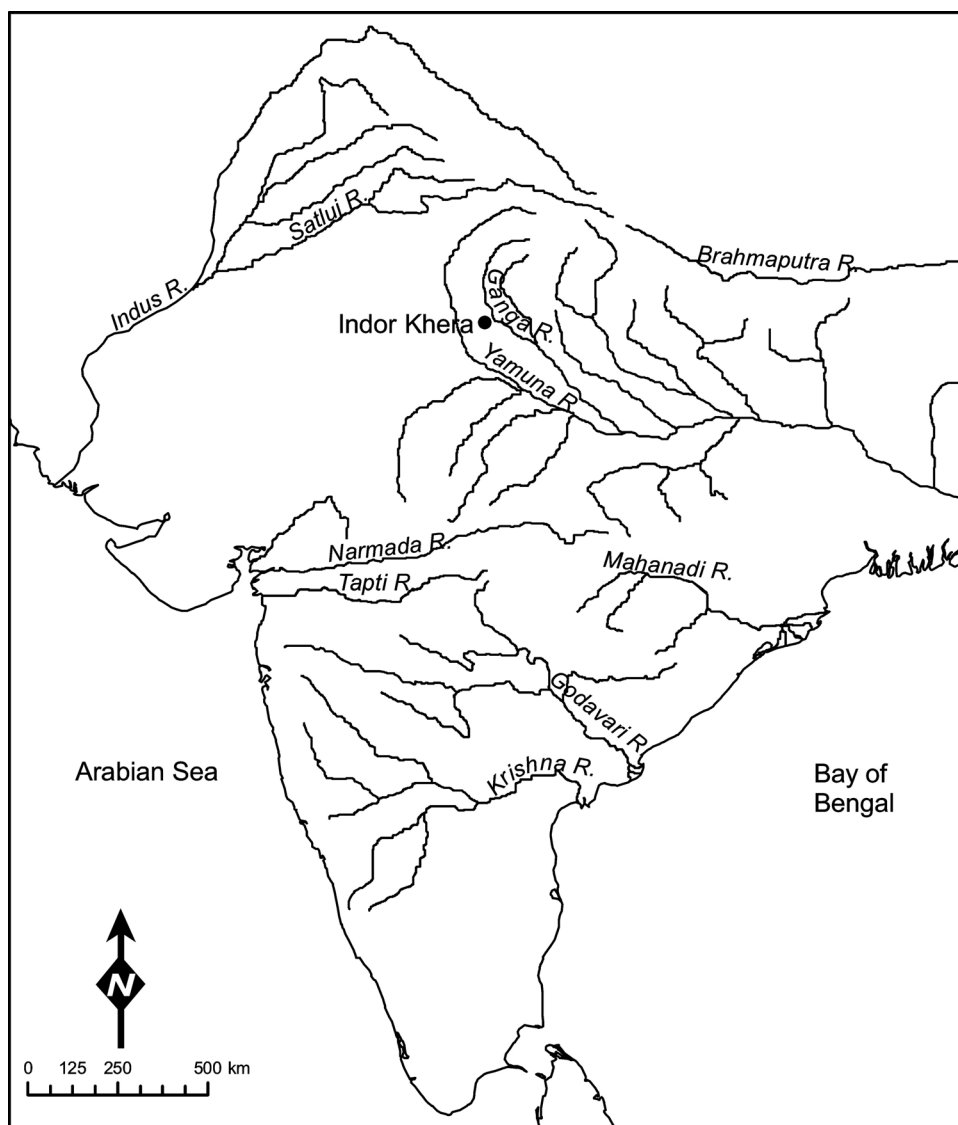 Satluj R.
Brahmaputra R.
Indus R.
Ganga R.
Indor Khera
Yamuna R
Narmada R.
Tapti R
Mahanadi R.
Godavari R
Krishna R.
Arabian Sea
Bay of
Bengal
N
0 125 250 500 km